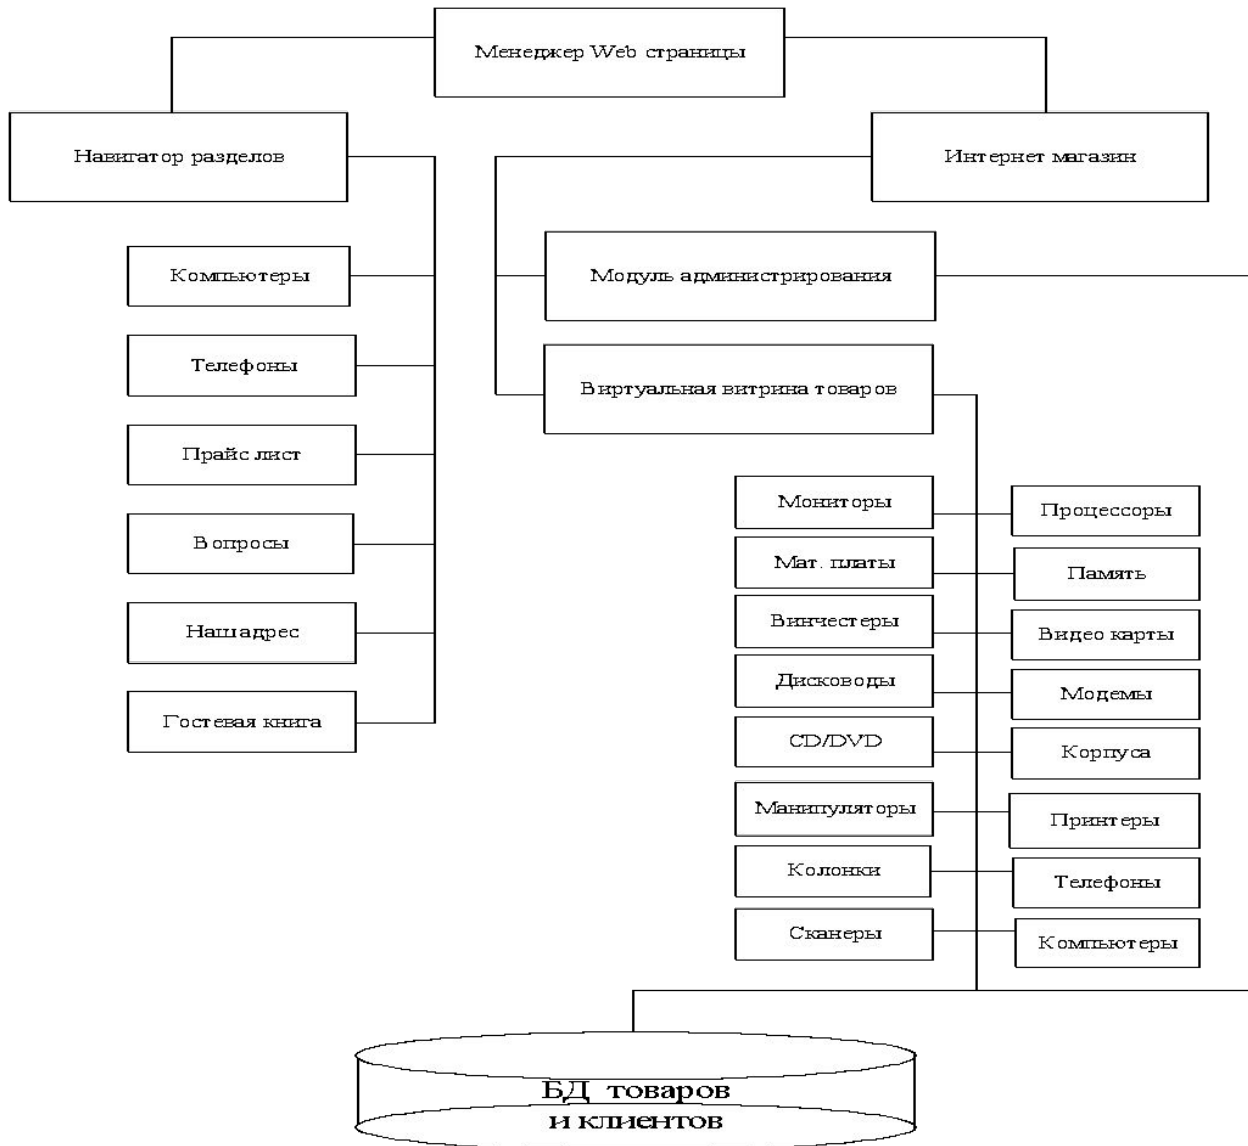 Менеджер Web страницы
Навигатор разделов
Интернет магазин
Компьютеры
Телефоны
Прайс лист
Вопросы
Наш адрес
Гостевая книга
Модуль администрирования
Виртуальная витрина товаров
Мониторы
Процессоры
Мат. платы
Память
Винчестеры
Видео карты
Дисководы
Модемы
CD/DVD
Корпуса
Манипуляторы
Принтеры
Колонки
Телефоны
Сканеры
Компьютеры
БД товаров
и клиентов